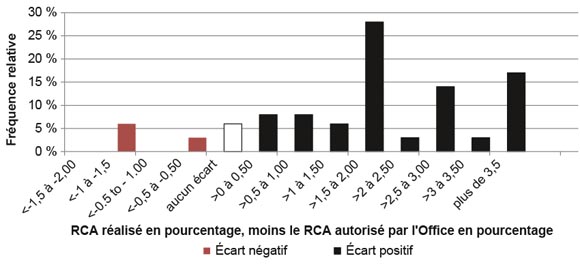 Fréquence relative
30 %
25 %
20 %
15 %
10 %
5 %
0 %
<-1,5 à -2,00
<-1 à -1,5
<-0.5 to - 1.00
<-0,5 à -0,50
aucun écart
>0 à 0,50
>0,5 à 1,00
>1 à 1,50
>1,5 à 2,00
>2 à 2,50
>2,5 à 3,00
>3 à 3,50
plus de 3,5
RCA réalisé en pourcentage, moins le RCA autorisé par l'Office en pourcentage
Écart négatif
Écart positif